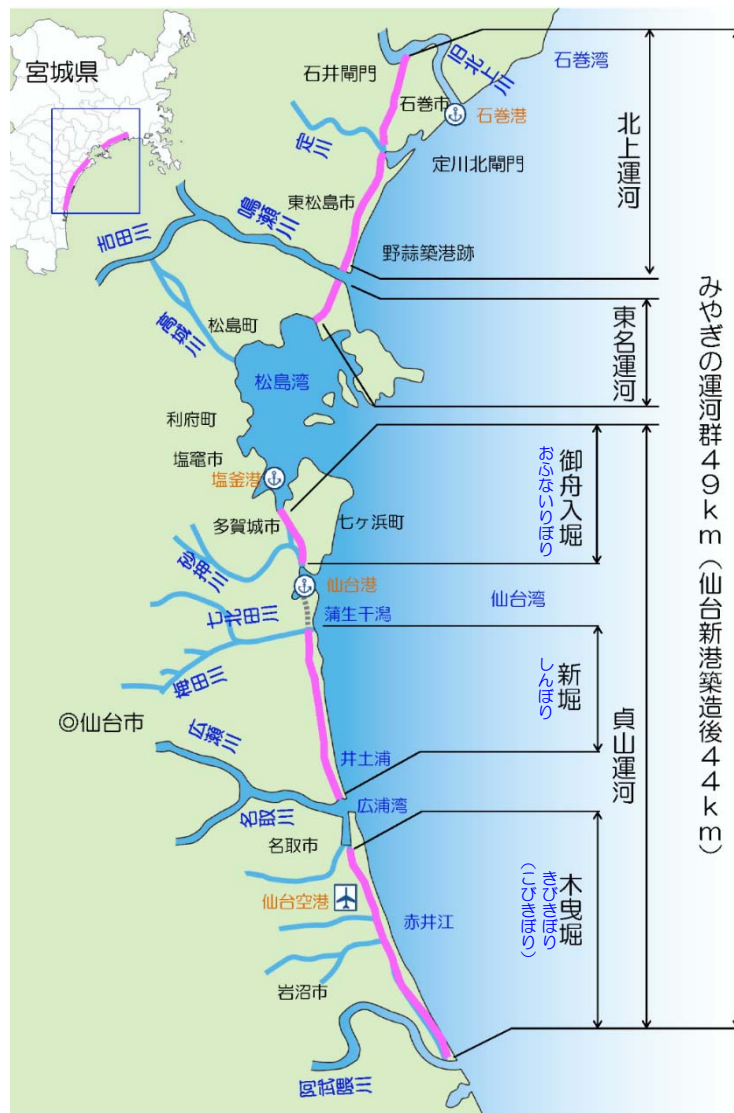 宮城県
石井閘門
旧北上川
石巻湾
石巻市
石巻港
定川
定川北閘門
北上運河
東松島市
鳴瀬川
吉田川
野蒜築港跡
高城川
松島町
東名運河
松島湾
利府町
塩竈市
塩釜港
御舟入堀
おふないりぼり
多賀城市
七ヶ浜町
砂押川
仙台港
仙台湾
七北田川
蒲生干潟
梅田川
新堀
しんぼり
◎仙台市
広瀬川
井土浦
貞山運河
名取川
広浦湾
名取市
仙台空港
木曳堀
きびきぼり
(こびきぼり)
赤井江
岩沼市
阿武隈川
みやぎの運河群49km(仙台新港築造後44km)